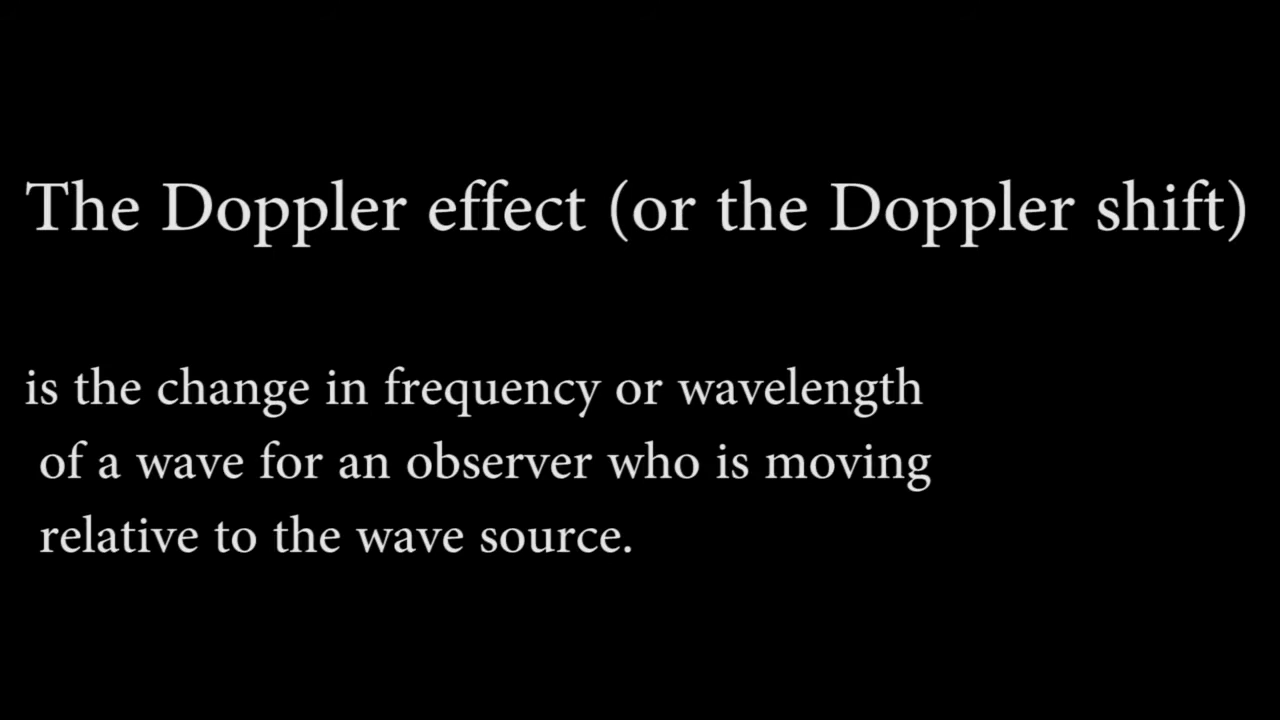 The Doppler effect (or the Doppler shift)
is the change in frequency or wavelength
of a wave for an observer who is moving
relative to the wave source.